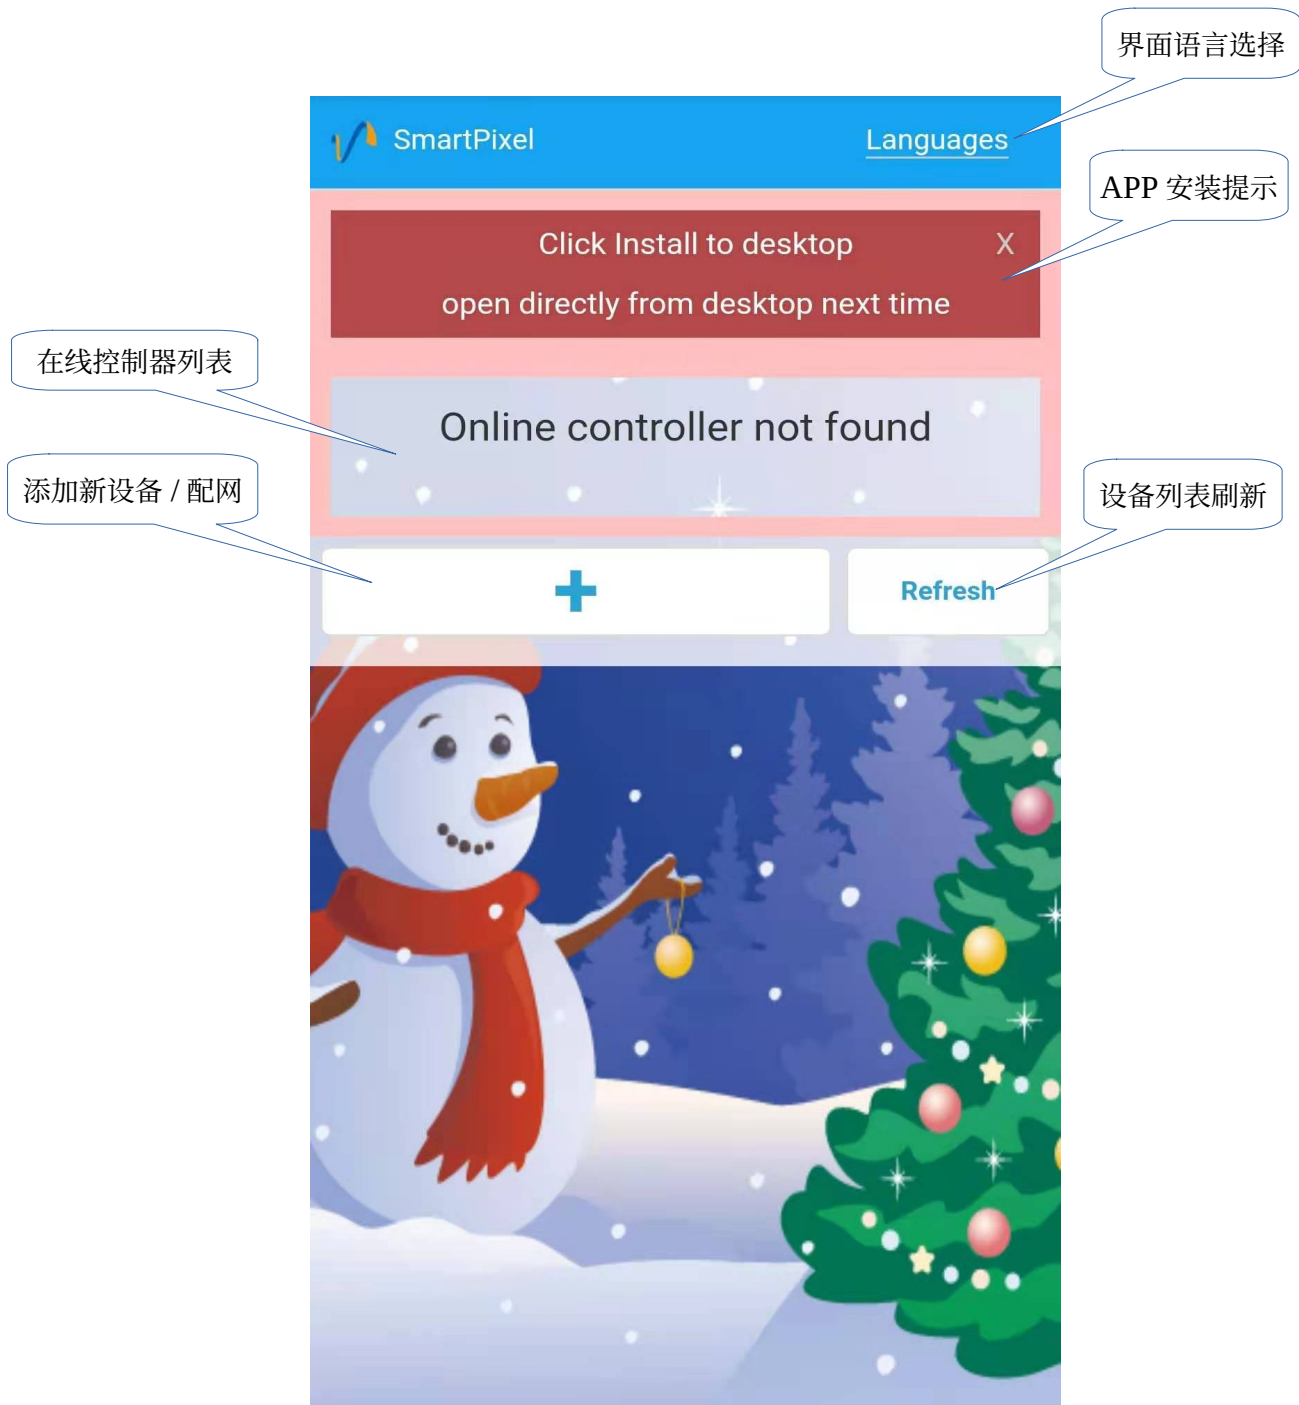 界面语言选择
SmartPixel
Languages
APP 安装提示
Click Install to desktop
X
open directly from desktop next time
在线控制器列表
Online controller not found
添加新设备 / 配网
设备列表刷新
Refresh